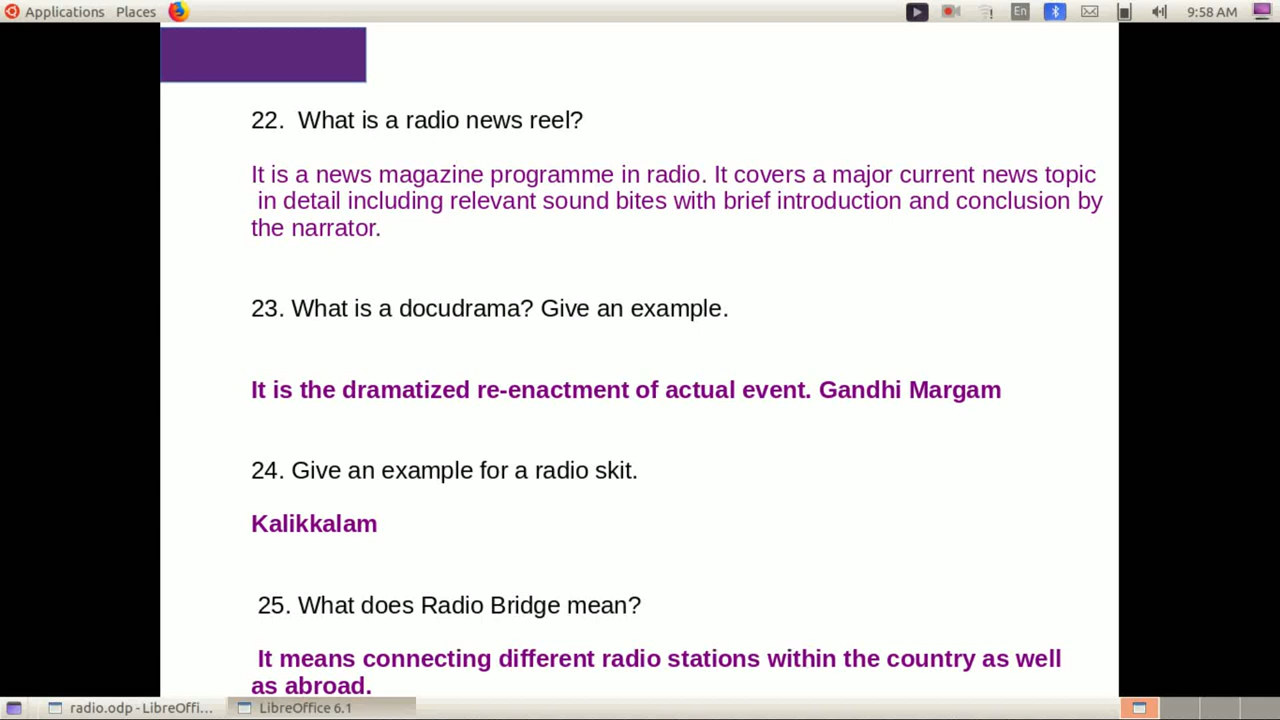 Applications Places En 9:58 AM
22. What is a radio news reel?
It is a news magazine programme in radio. It covers a major current news topic
in detail including relevant sound bites with brief introduction and conclusion by
the narrator.
23. What is a docudrama? Give an example.
It is the dramatized re-enactment of actual event. Gandhi Margam
24. Give an example for a radio skit.
Kalikkalam
25. What does Radio Bridge mean?
It means connecting different radio stations within the country as well
as abroad.
radio.odp - LibreOffi... LibreOffice 6.1